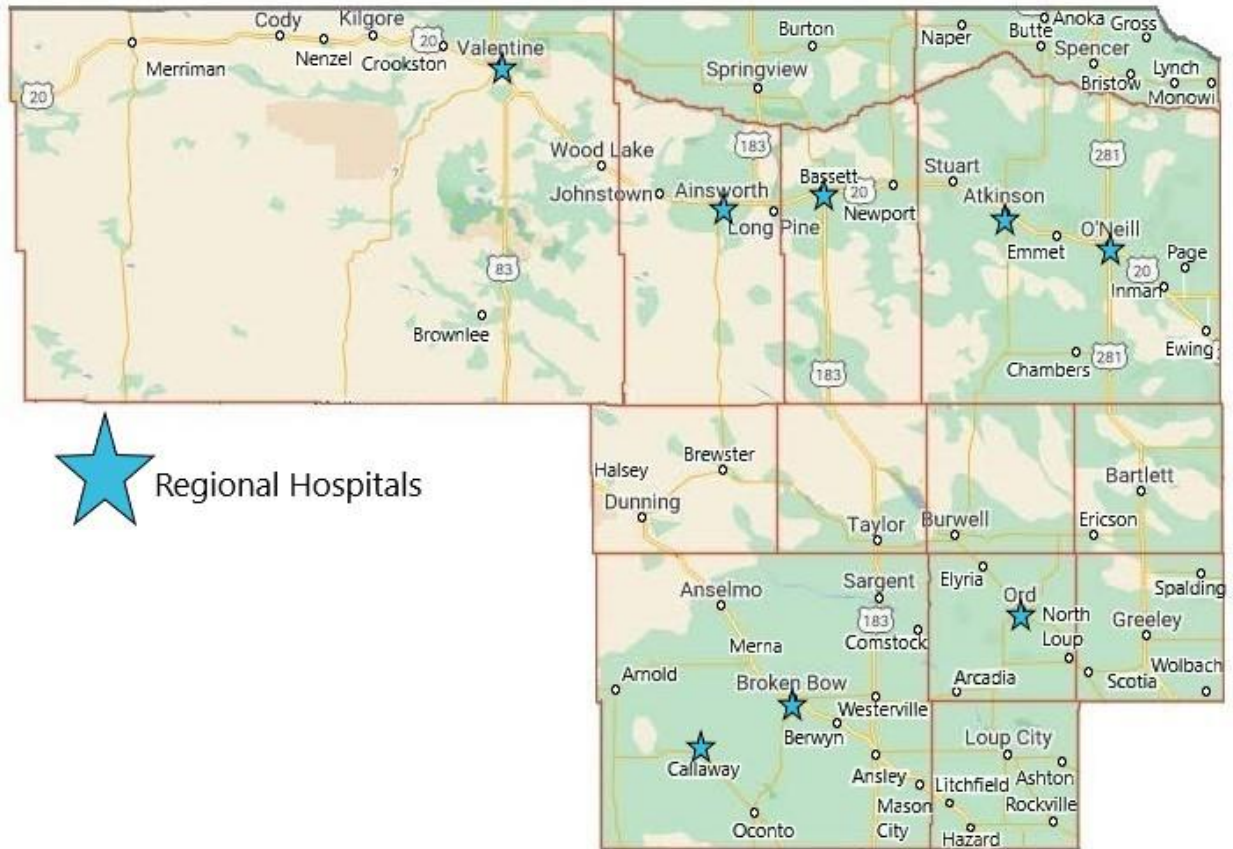 Cody
Kilgore
20
Valentine
Merriman
Nenzel
Crookston
20
Burton
Naper
Butte
Anoka
Gross
Spencer
Springview
Bristow
Lynch
Monowi
183
281
Wood Lake
Johnstown
Ainsworth
Long Pine
Bassett
20
Newport
Stuart
Atkinson
Emmet
O'Neill
20
Page
Inman
Ewing
83
Brownlee
183
Chambers
281
Regional Hospitals
Halsey
Brewster
Dunning
Taylor
Burwell
Bartlett
Ericson
Anselmo
Sargent
183
Comstock
Elyria
Ord
North
Loup
Spalding
Greeley
Merna
Arnold
Broken Bow
Westerville
Arcadia
Scotia
Wolbach
Berwyn
Callaway
Ansley
Mason
City
Oconto
Loup City
Litchfield
Ashton
Rockville
Hazard